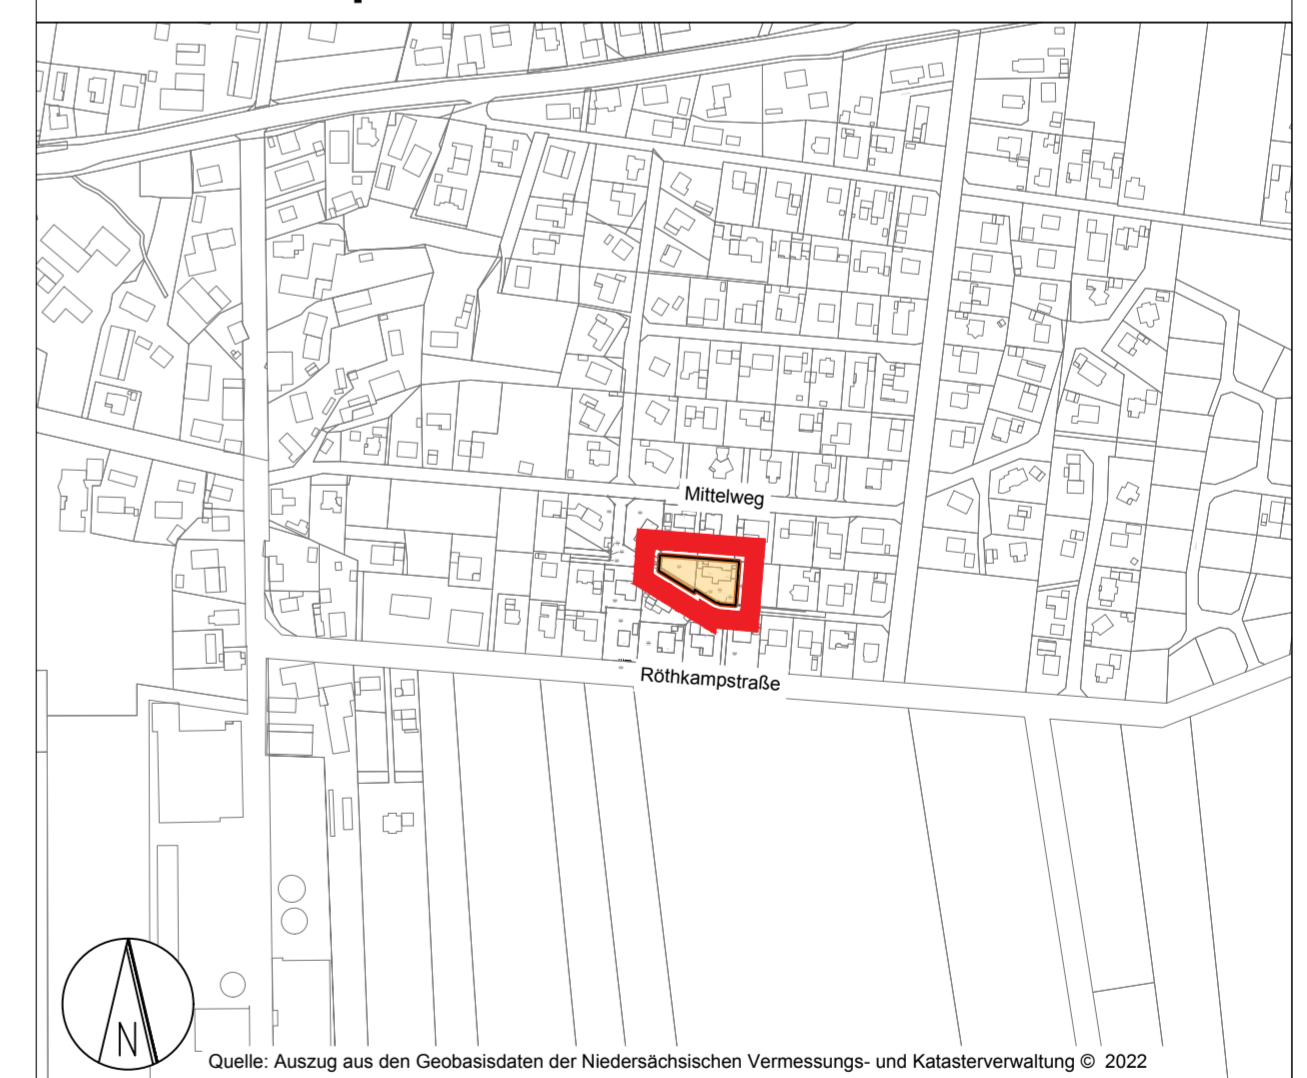 Mittelweg
Röthkampstraße
N
Quelle: Auszug aus den Geobasisdaten der Niedersächsischen Vermessungs- und Katasterverwaltung © 2022